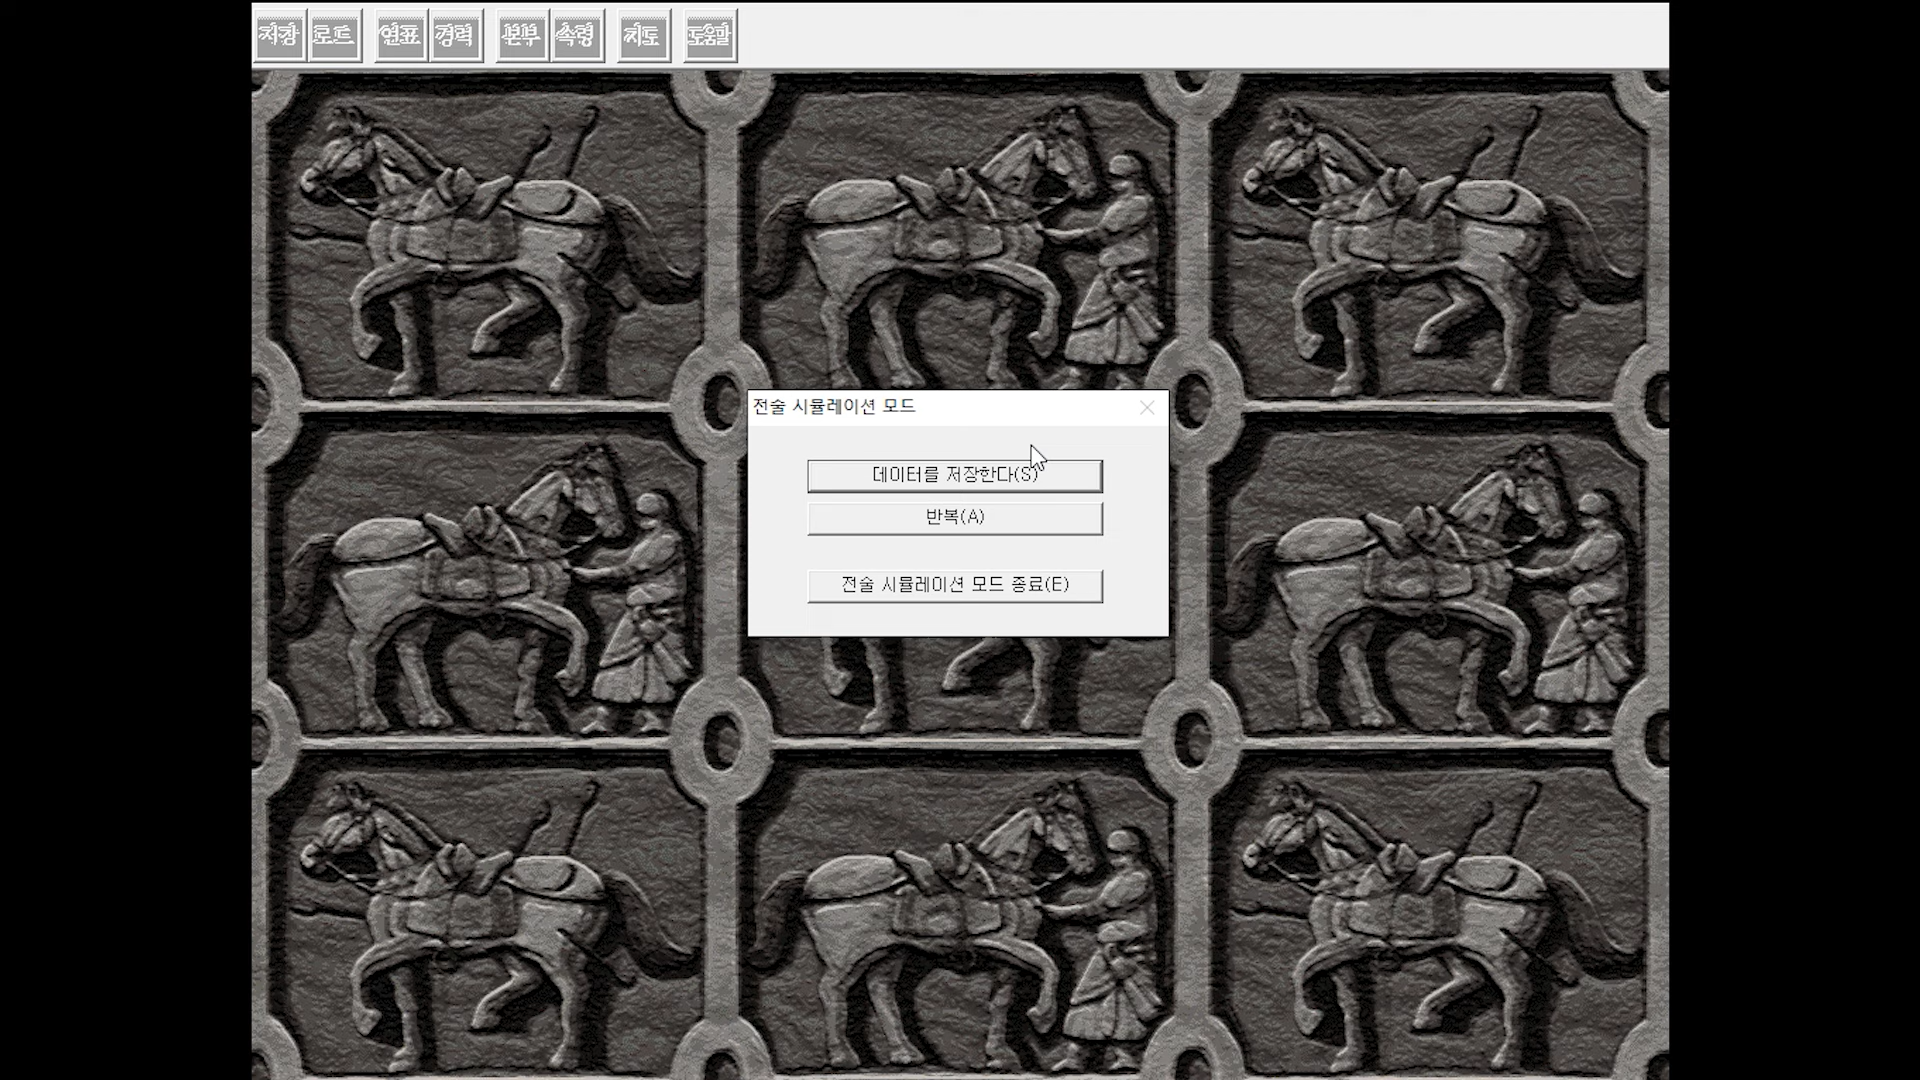 저장 로드 연표 경력 본부 속령 지도 도움말
전술 시뮬레이션 모드
데이터를 저장한다(S)
반복(A)
전술 시뮬레이션 모드 종료(E)